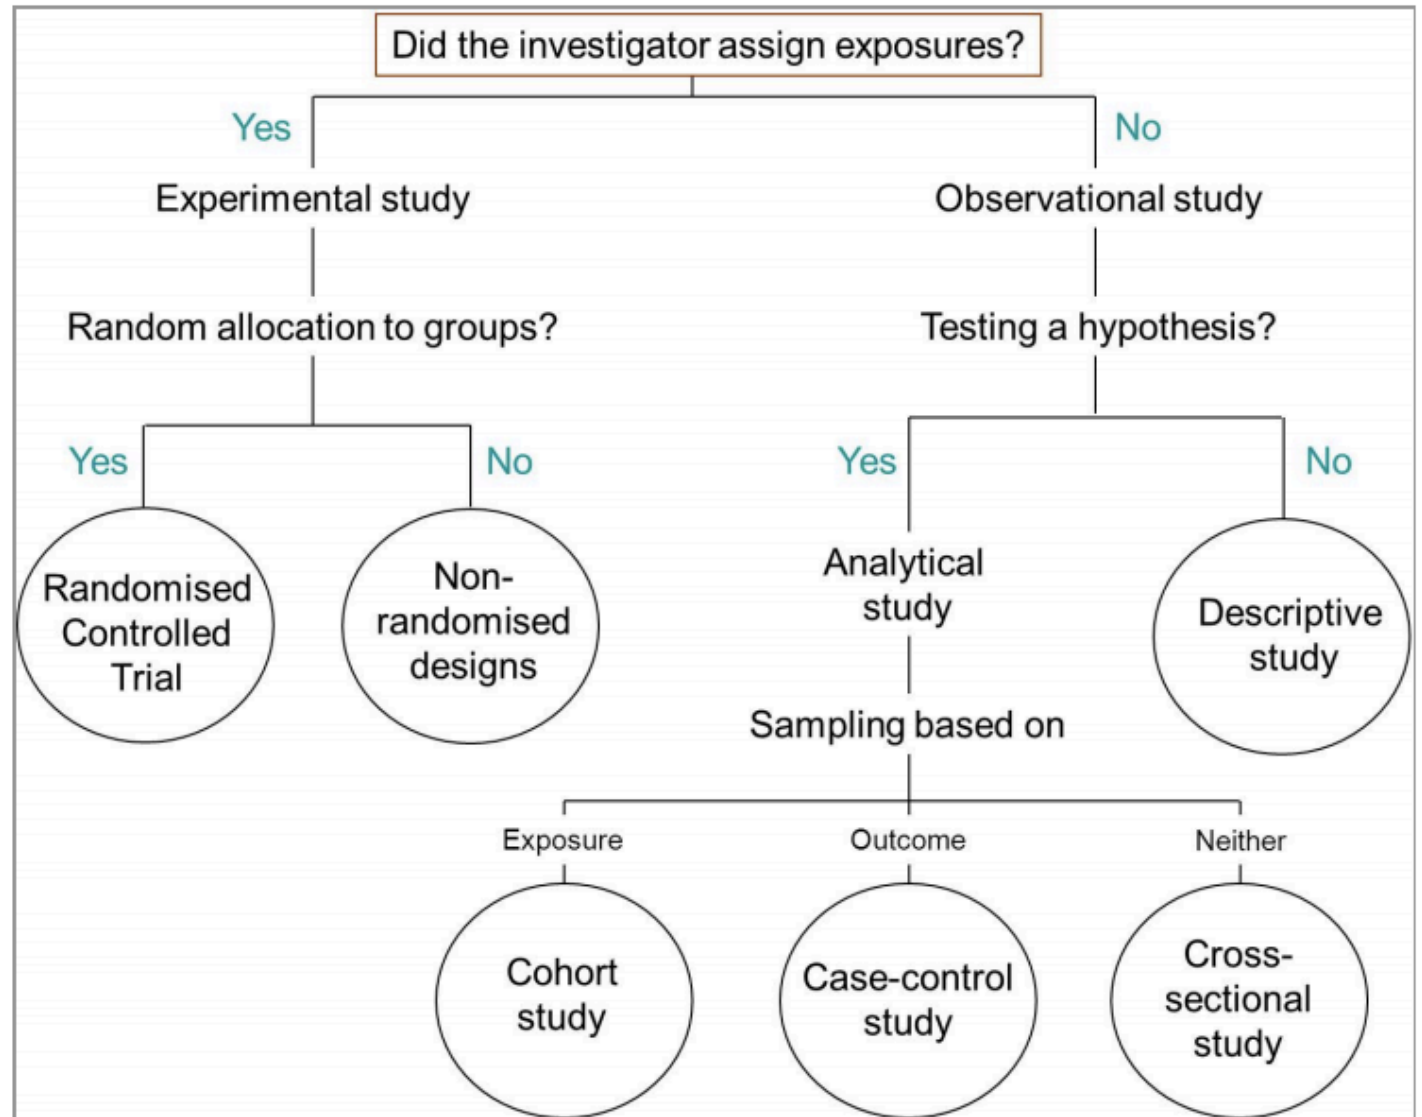 Did the investigator assign exposures?
Yes
No
Experimental study
Observational study
Random allocation to groups?
Testing a hypothesis?
Yes
No
Yes
No
Randomised
Controlled
Trial
Non-
randomised
designs
Analytical
study
Descriptive
study
Sampling based on
Exposure
Outcome
Neither
Cohort
study
Case-control
study
Cross-
sectional
study